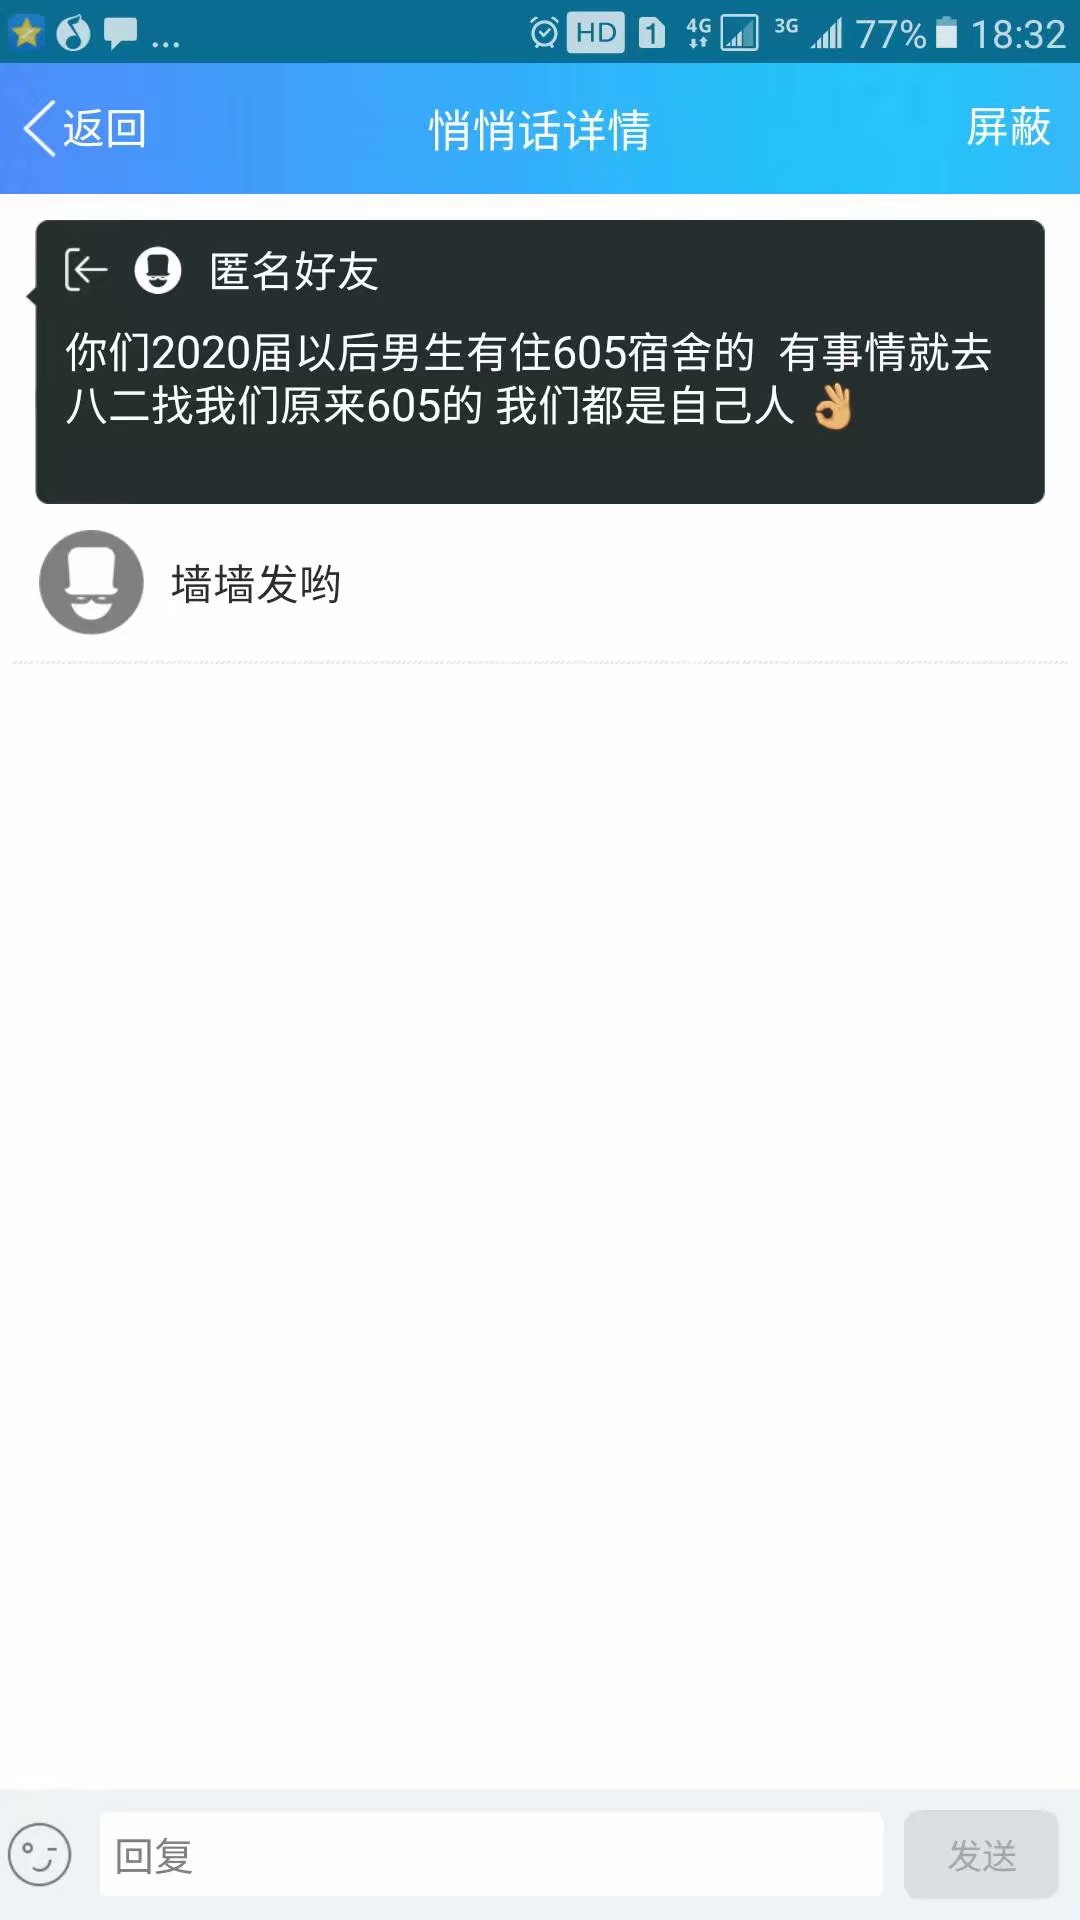 ... HD 1 4G 3G 77% 18:32
返回 悄悄话详情 屏蔽
匿名好友
你们2020届以后男生有住605宿舍的 有事情就去
八二找我们原来605的 我们都是自己人 👌
墙墙发哟
回复 发送